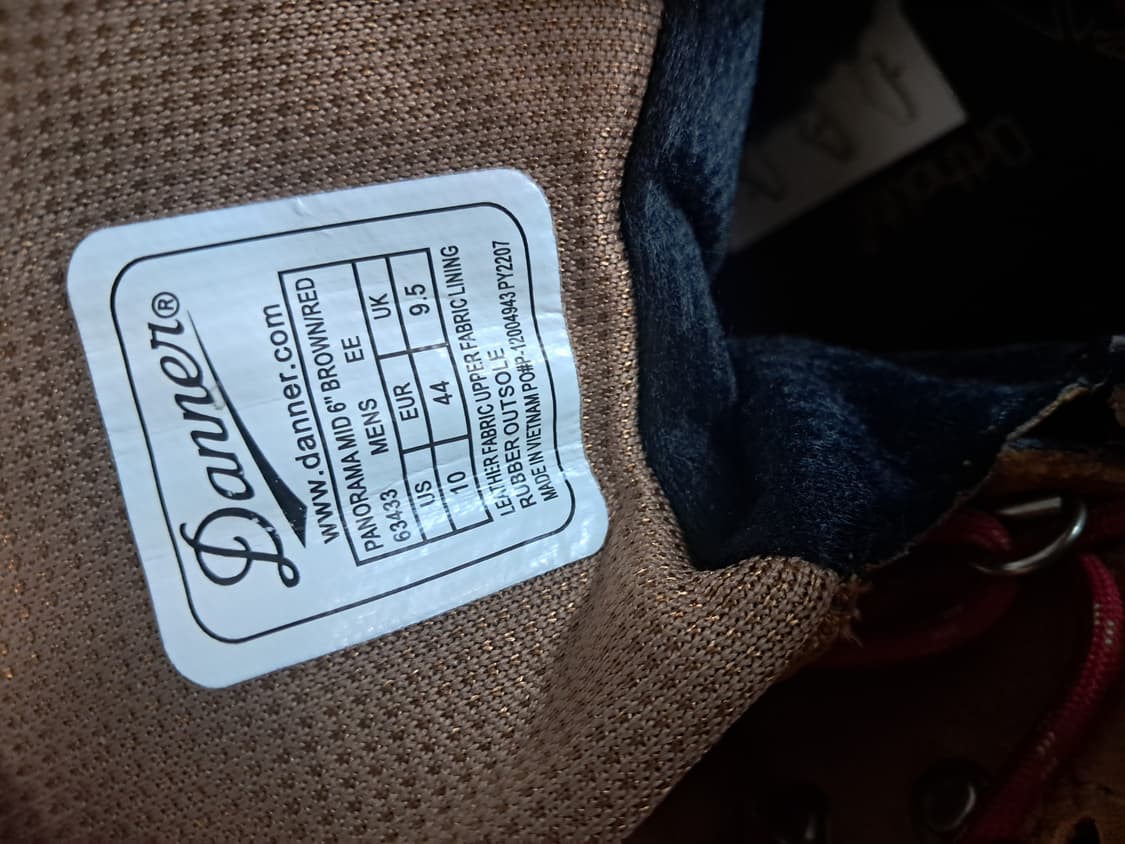 Danner®
www.danner.com
PANORAMA MID 6" BROWN/RED
63433 MENS EE
US EUR UK
10 44 9.5
LEATHER FABRIC UPPER FABRIC LINING
RUBBER OUTSOLE
MADE IN VIETNAM PO#P-12004943 PY2207